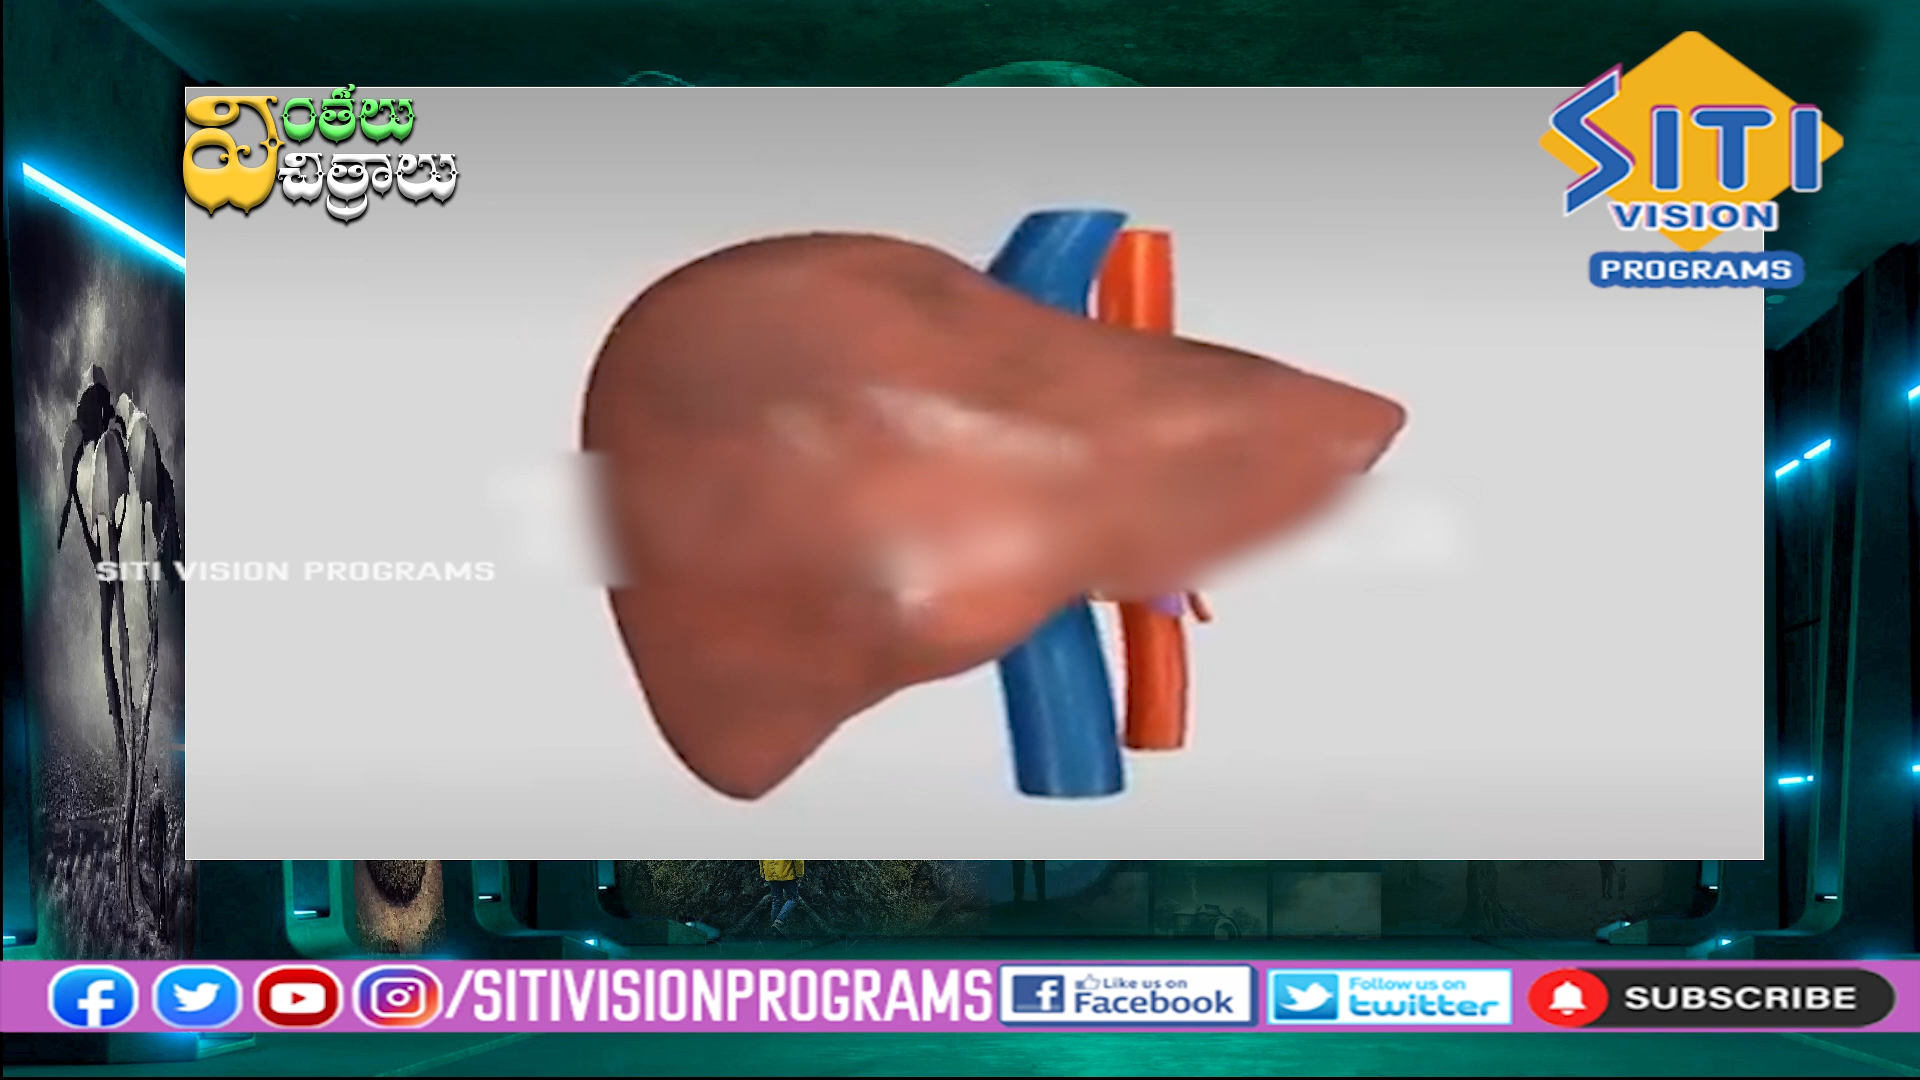 వింతలు
విచిత్రాలు
SITI
VISION
PROGRAMS
SITI VISION PROGRAMS
/SITIVISIONPROGRAMS
Like us on
Facebook
Follow us on
twitter
SUBSCRIBE